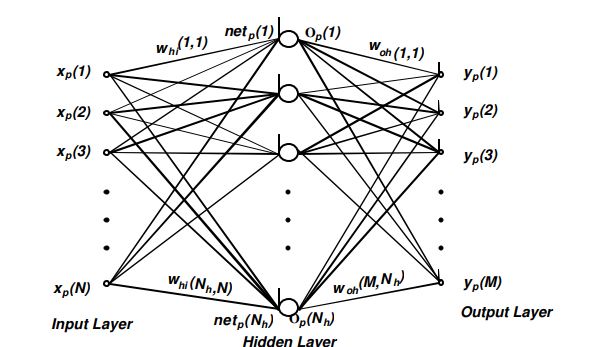 net_p(1) O_p(1)
w_hi(1,1) w_oh(1,1)
x_p(1) y_p(1)
x_p(2) y_p(2)
x_p(3) y_p(3)
x_p(N) w_hi(N_h,N) w_oh(M,N_h) y_p(M)
Input Layer net_p(N_h) O_p(N_h) Output Layer
Hidden Layer